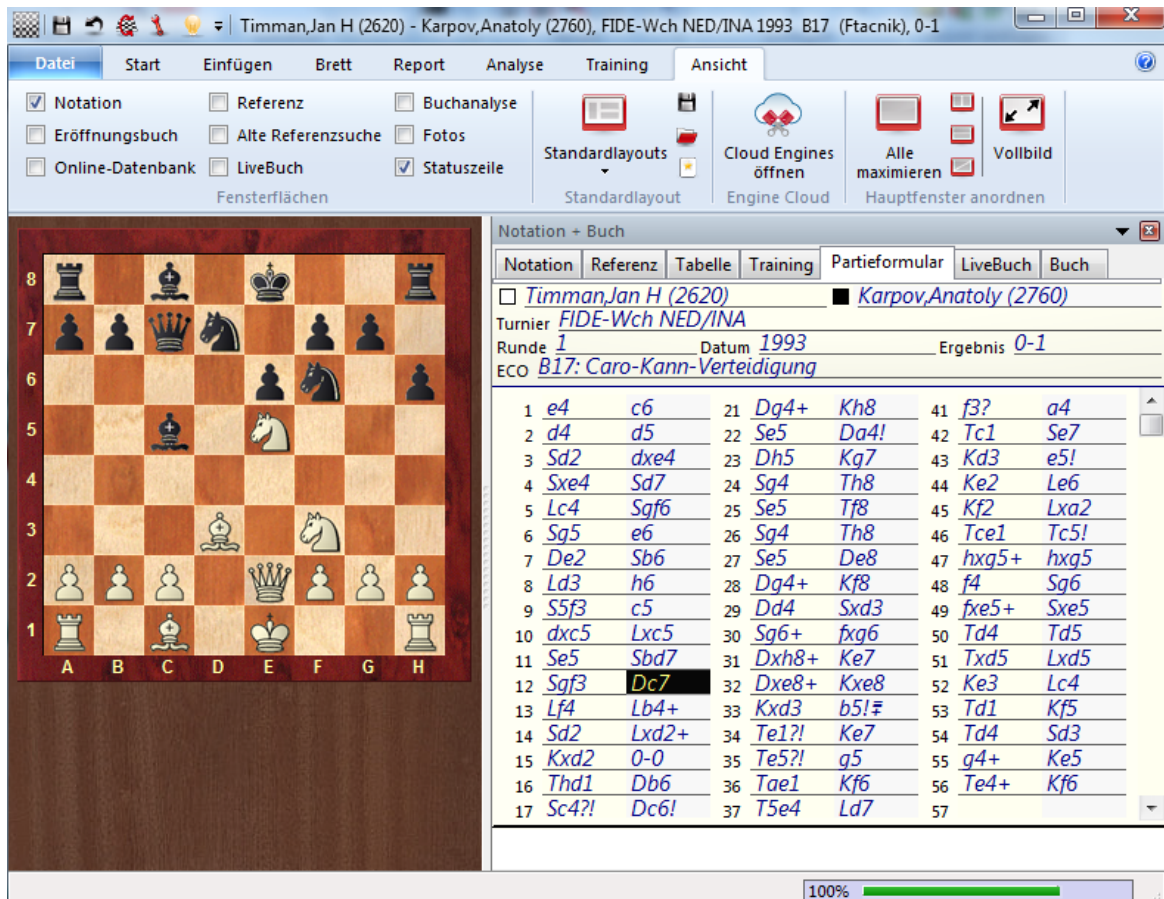 Timman,Jan H (2620) - Karpov,Anatoly (2760), FIDE-Wch NED/INA 1993 B17 (Ftacnik), 0-1
Datei Start Einfügen Brett Report Analyse Training Ansicht
Notation Referenz Buchanalyse
Eröffnungsbuch Alte Referenzsuche Fotos
Online-Datenbank LiveBuch Statuszeile
Fensterflächen
Standardlayouts
Standardlayout
Cloud Engines
öffnen
Engine Cloud
Alle
maximieren
Vollbild
Hauptfenster anordnen
8
7
6
5
4
3
2
1
A B C D E F G H
Notation + Buch
Notation Referenz Tabelle Training Partieformular LiveBuch Buch
Timman,Jan H (2620) Karpov,Anatoly (2760)
Turnier FIDE-Wch NED/INA
Runde 1 Datum 1993 Ergebnis 0-1
ECO B17: Caro-Kann-Verteidigung
1 e4 c6 21 Dg4+ Kh8 41 f3? a4
2 d4 d5 22 Se5 Da4! 42 Tc1 Se7
3 Sd2 dxe4 23 Dh5 Kg7 43 Kd3 e5!
4 Sxe4 Sd7 24 Sg4 Th8 44 Ke2 Le6
5 Lc4 Sgf6 25 Se5 Tf8 45 Kf2 Lxa2
6 Sg5 e6 26 Sg4 Th8 46 Tce1 Tc5!
7 De2 Sb6 27 Se5 De8 47 hxg5+ hxg5
8 Ld3 h6 28 Dg4+ Kf8 48 f4 Sg6
9 S5f3 c5 29 Dd4 Sxd3 49 fxe5+ Sxe5
10 dxc5 Lxc5 30 Sg6+ fxg6 50 Td4 Td5
11 Se5 Sbd7 31 Dxh8+ Ke7 51 Txd5 Lxd5
12 Sgf3 Dc7 32 Dxe8+ Kxe8 52 Ke3 Lc4
13 Lf4 Lb4+ 33 Kxd3 b5!⩱ 53 Td1 Kf5
14 Sd2 Lxd2+ 34 Te1?! Ke7 54 Td4 Sd3
15 Kxd2 0-0 35 Te5?! g5 55 g4+ Ke5
16 Thd1 Db6 36 Tae1 Kf6 56 Te4+ Kf6
17 Sc4?! Dc6! 37 T5e4 Ld7 57
100%